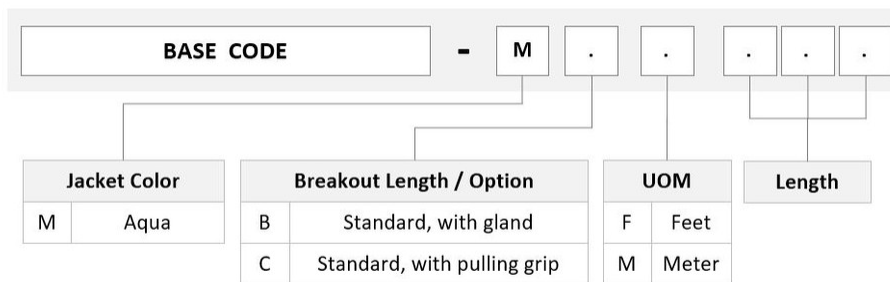 BASE CODE - M . . . . .
Jacket Color Breakout Length / Option UOM Length
M Aqua B Standard, with gland F Feet
C Standard, with pulling grip M Meter